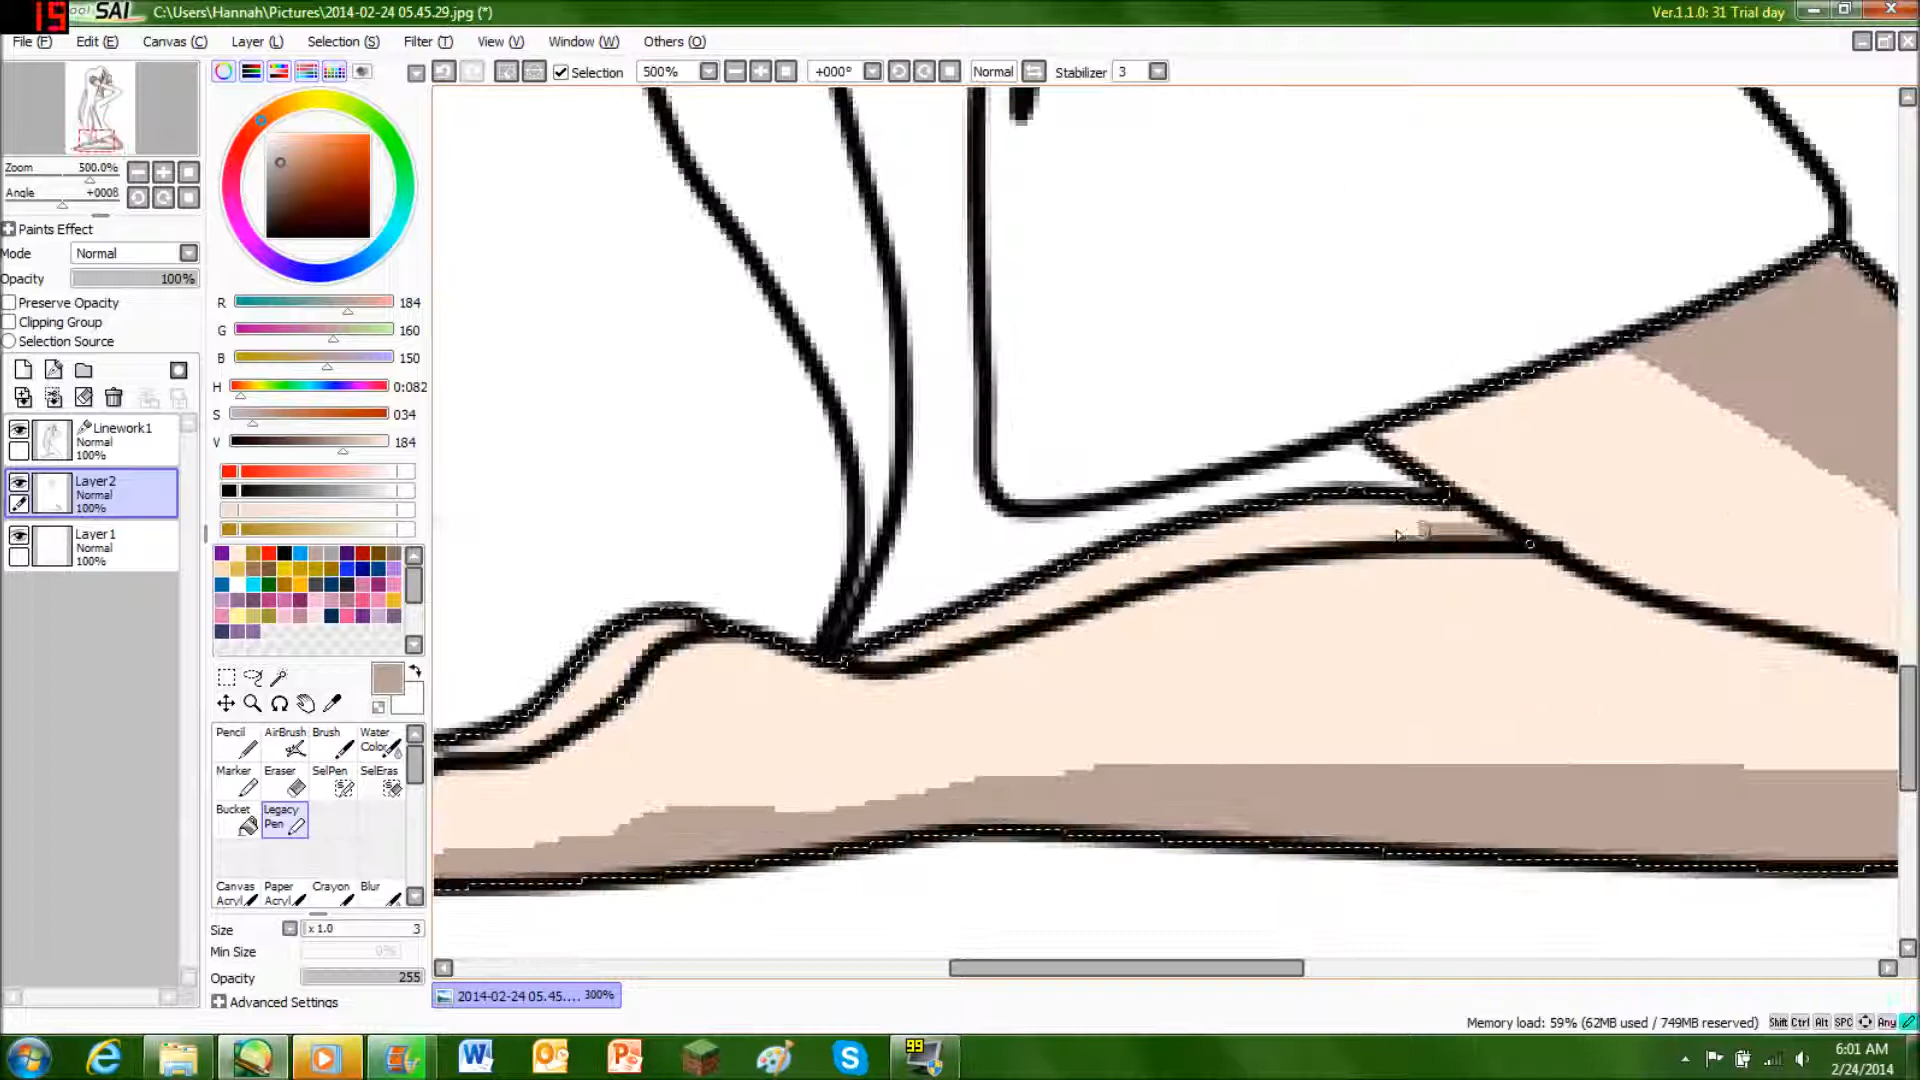 19
SAI
C:\Users\Hannah\Pictures\2014-02-24 05.45.29.jpg (*)
Ver.1.1.0: 31 Trial day
File (F) Edit (E) Canvas (C) Layer (L) Selection (S) Filter (T) View (V) Window (W) Others (O)
Selection 500% +000° Normal Stabilizer 3
Zoom 500.0%
Angle +000ß
Paints Effect
Mode Normal
Opacity 100%
Preserve Opacity
Clipping Group
Selection Source
R 184
G 160
B 150
H 0:082
S 034
V 184
Linework1
Normal
100%
Layer2
Normal
100%
Layer1
Normal
100%
Pencil AirBrush Brush Water Color
Marker Eraser SelPen SelEras
Bucket Legacy Pen
Canvas Acryl Paper Acryl Crayon Blur
Size x 1.0 3
Min Size 0%
Opacity 255
Advanced Settings
2014-02-24 05.45.... 300%
Memory load: 59% (62MB used / 749MB reserved) Shift Ctrl Alt SPC Any
99
6:01 AM
2/24/2014